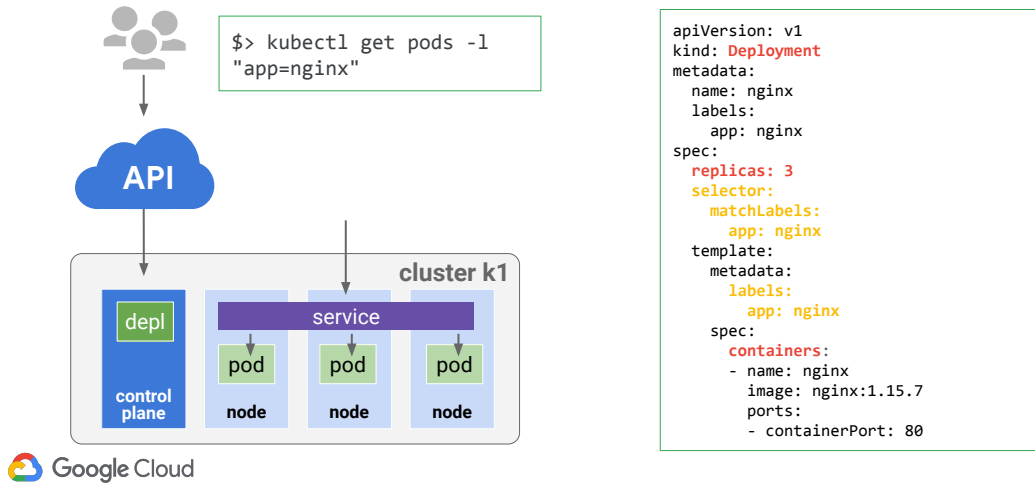 $> kubectl get pods -l
"app=nginx"
API
cluster k1
depl
service
pod
pod
pod
control
plane
node
node
node
Google Cloud
apiVersion: v1
kind: Deployment
metadata:
  name: nginx
  labels:
    app: nginx
spec:
  replicas: 3
  selector:
    matchLabels:
      app: nginx
  template:
    metadata:
      labels:
        app: nginx
    spec:
      containers:
      - name: nginx
        image: nginx:1.15.7
        ports:
        - containerPort: 80